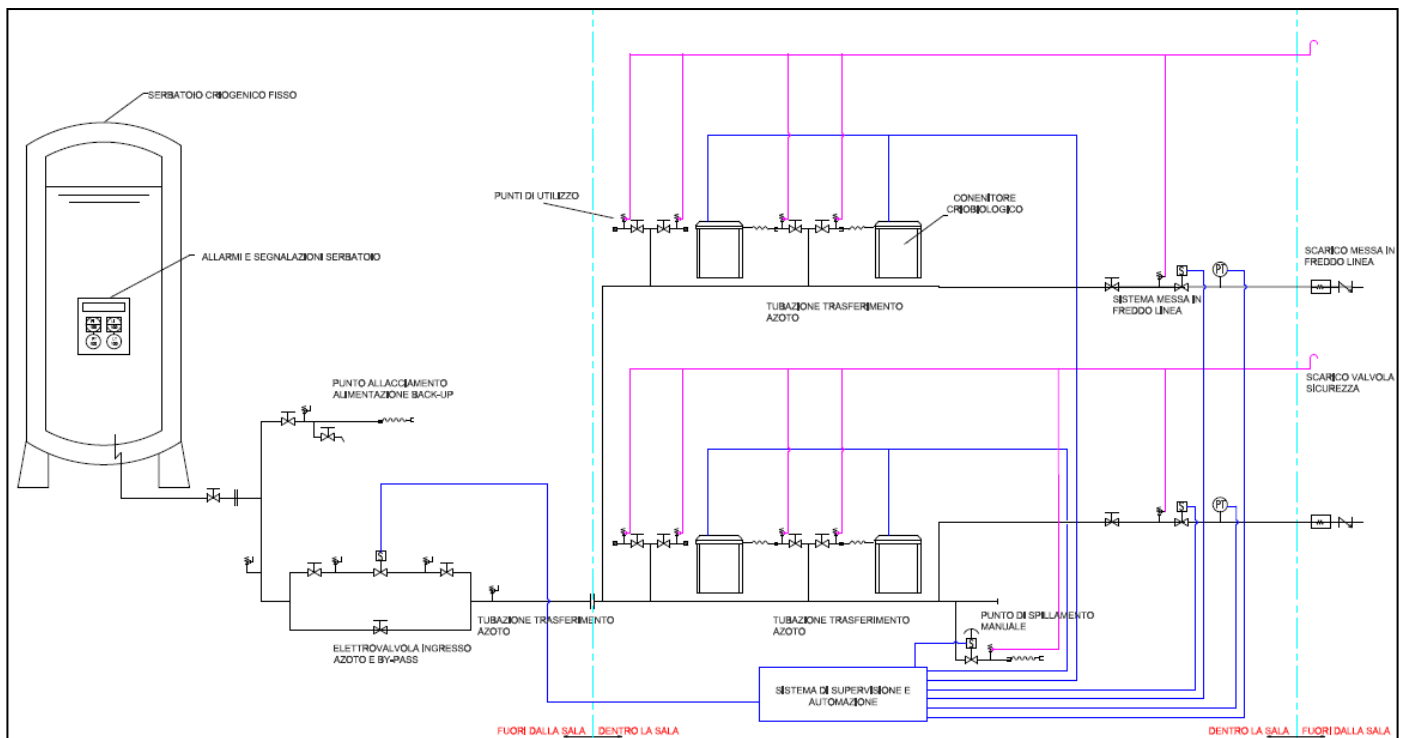 SERBATOIO CRIOGENICO FISSO
ALLARMI E SEGNALAZIONI SERBATOIO
PUNTI DI UTILIZZO
CONENITORE
CRIOBIOLOGICO
SCARICO MESSA IN
FREDDO LINEA
S
PT
TUBAZIONE TRASFERIMENTO
AZOTO
SISTEMA MESSA IN
FREDDO LINEA
PUNTO ALLACCIAMENTO
ALIMENTAZIONE BACK-UP
SCARICO VALVOLA
SICUREZZA
S
PT
S
TUBAZIONE TRASFERIMENTO
AZOTO
TUBAZIONE TRASFERIMENTO
AZOTO
PUNTO DI SPILLAMENTO
MANUALE
S
ELETTROVALVOLA INGRESSO
AZOTO E BY-PASS
SISTEMA DI SUPERVISIONE E
AUTOMAZIONE
FUORI DALLA SALA
DENTRO LA SALA
DENTRO LA SALA
FUORI DALLA SALA